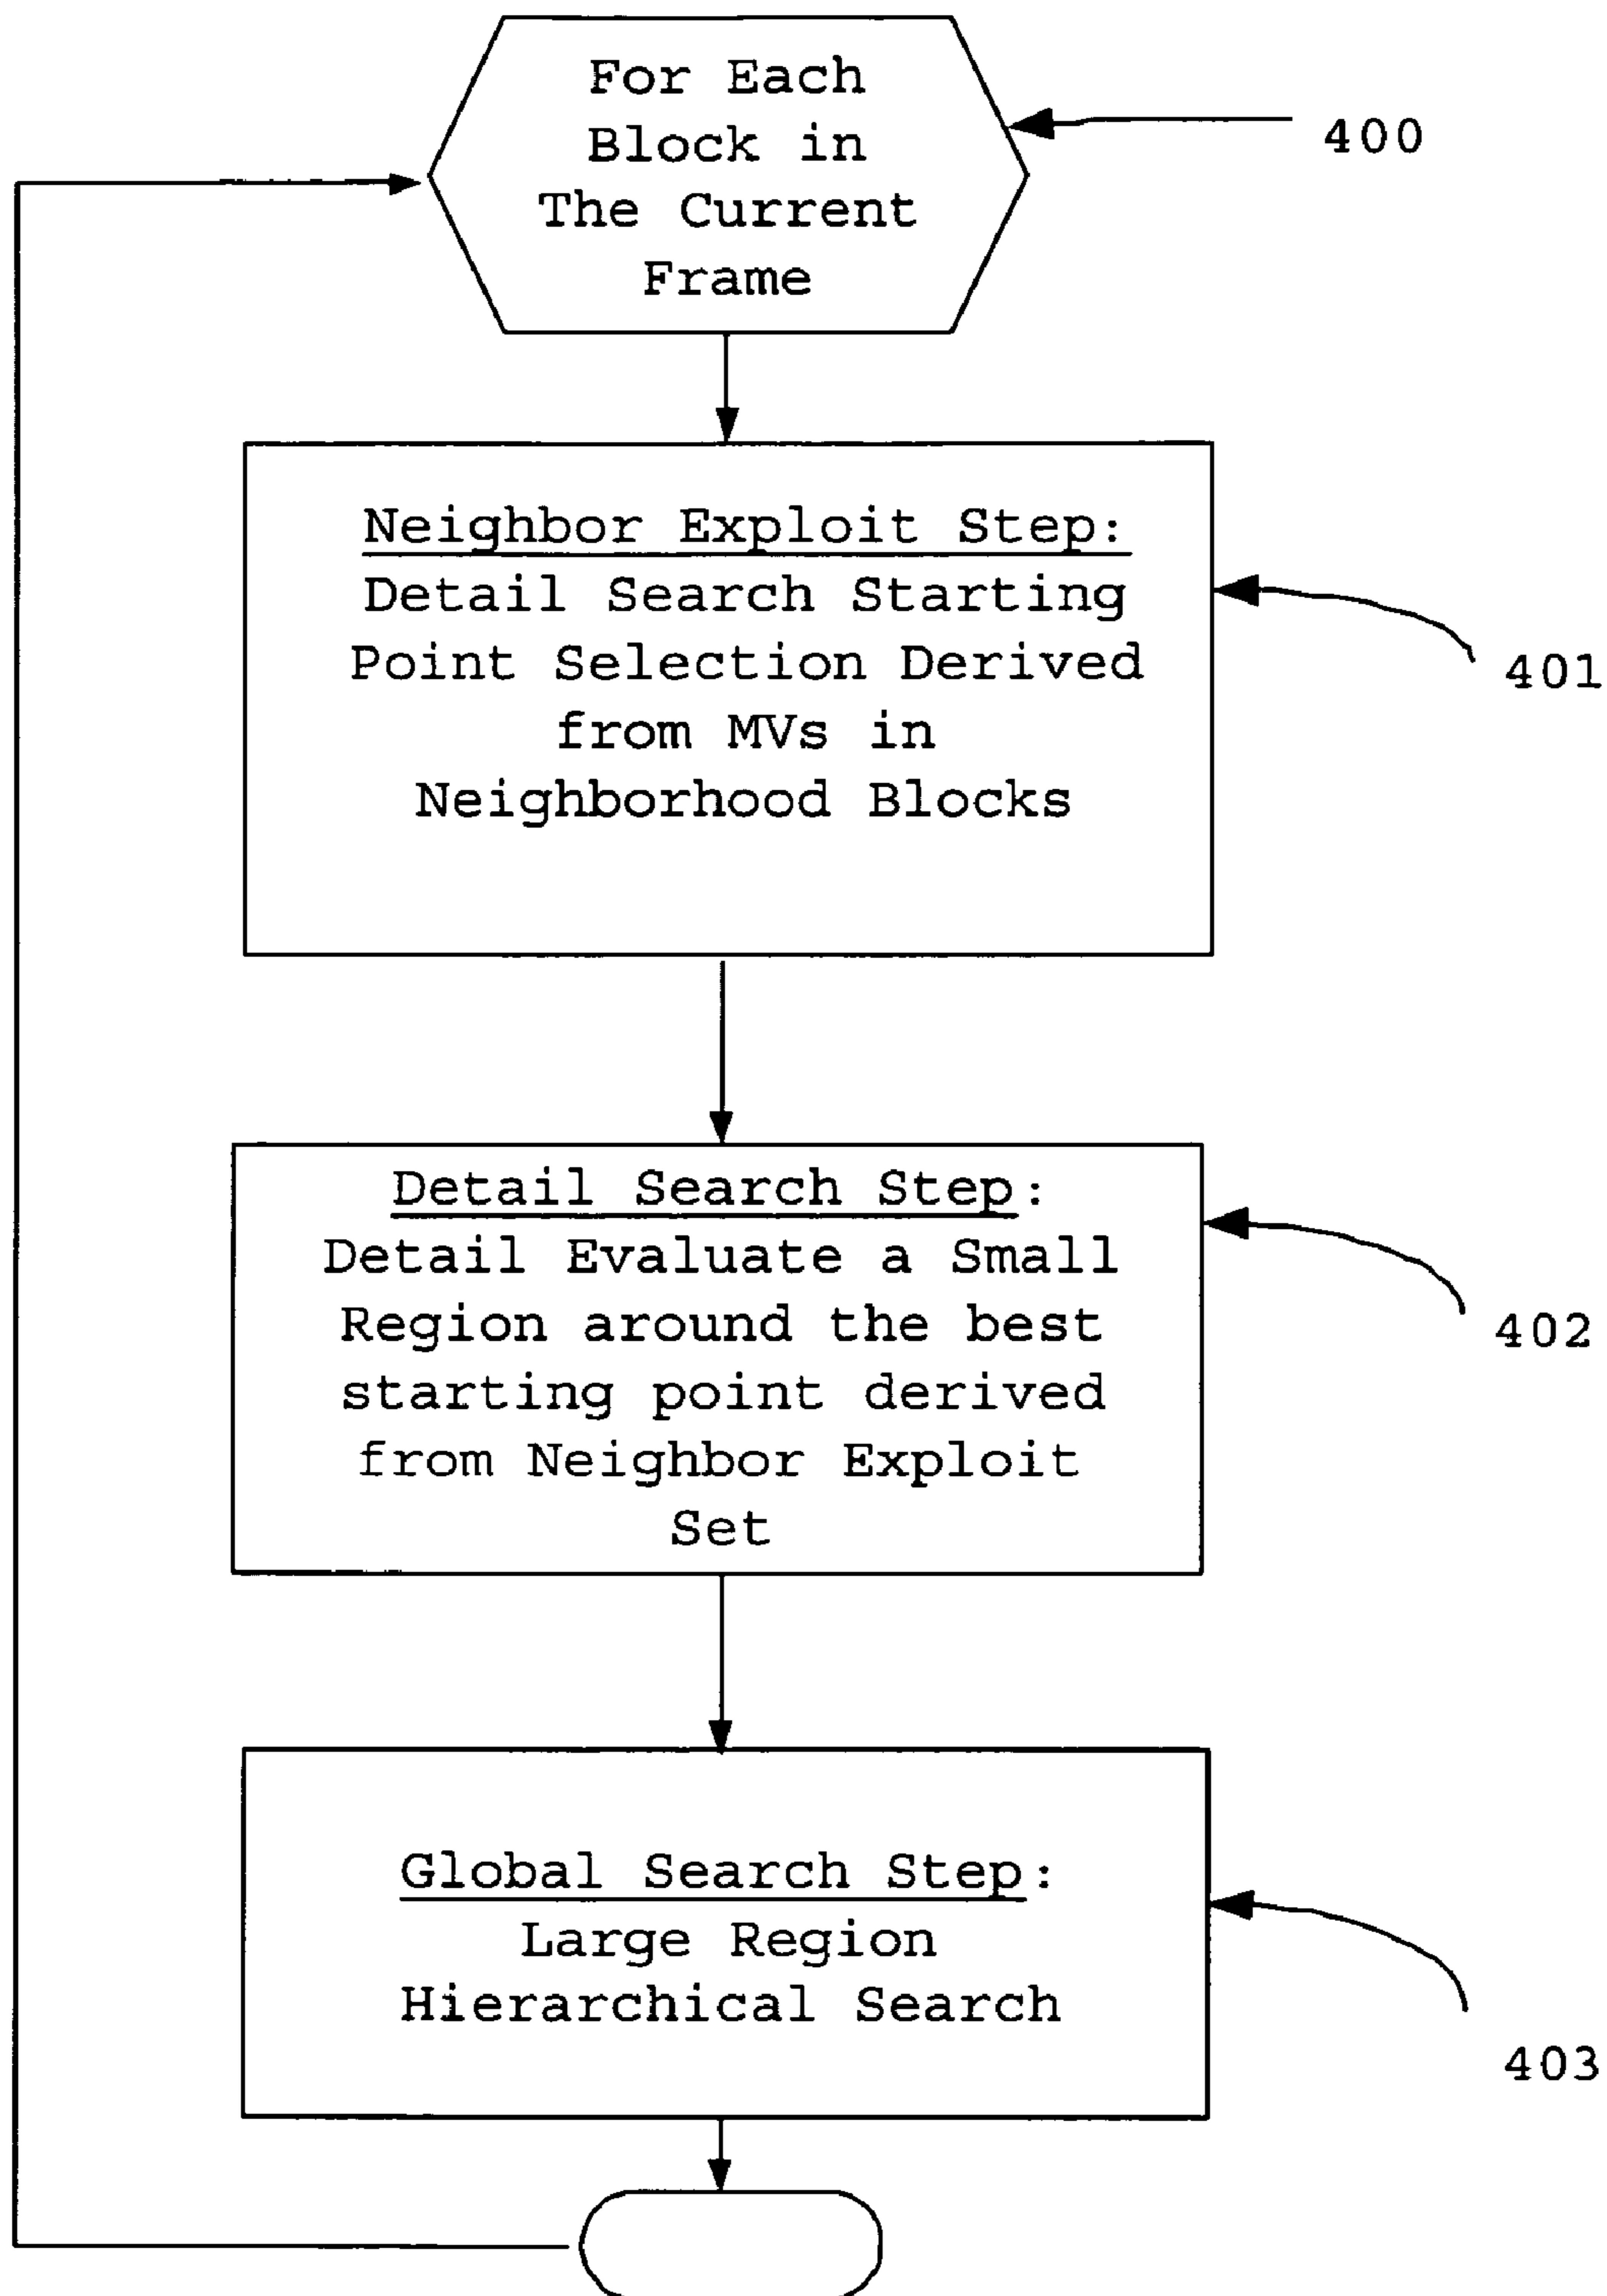 For Each
Block in
The Current
Frame
400
Neighbor Exploit Step:
Detail Search Starting
Point Selection Derived
from MVs in
Neighborhood Blocks
401
Detail Search Step:
Detail Evaluate a Small
Region around the best
starting point derived
from Neighbor Exploit
Set
402
Global Search Step:
Large Region
Hierarchical Search
403